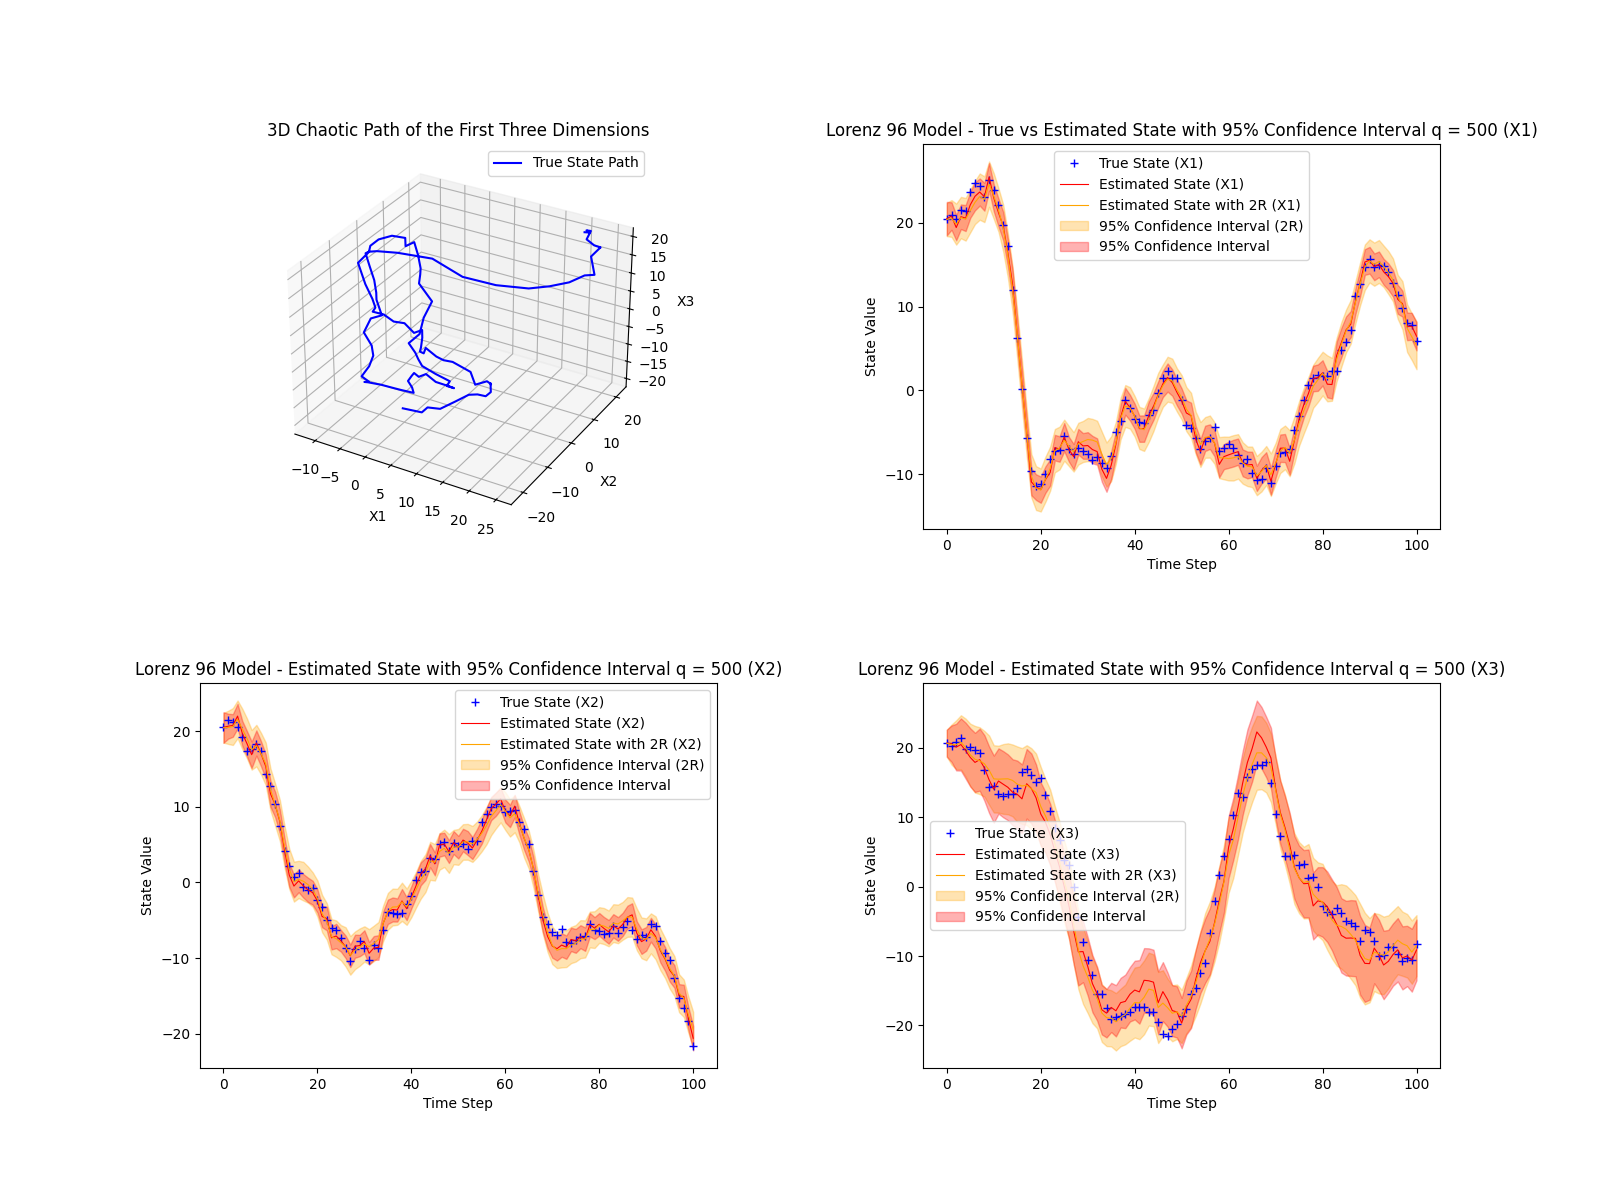 3D Chaotic Path of the First Three Dimensions
True State Path
20
15
10
5
0
−5
−10
−15
−20
X3
20
10
0
−10
−20
X2
−10
−5
0
5
10
15
20
25
X1
Lorenz 96 Model - True vs Estimated State with 95% Confidence Interval q = 500 (X1)
True State (X1)
Estimated State (X1)
Estimated State with 2R (X1)
95% Confidence Interval (2R)
95% Confidence Interval
State Value
20
10
0
−10
0 20 40 60 80 100
Time Step
Lorenz 96 Model - Estimated State with 95% Confidence Interval q = 500 (X2)
True State (X2)
Estimated State (X2)
Estimated State with 2R (X2)
95% Confidence Interval (2R)
95% Confidence Interval
State Value
20
10
0
−10
−20
0 20 40 60 80 100
Time Step
Lorenz 96 Model - Estimated State with 95% Confidence Interval q = 500 (X3)
True State (X3)
Estimated State (X3)
Estimated State with 2R (X3)
95% Confidence Interval (2R)
95% Confidence Interval
State Value
20
10
0
−10
−20
0 20 40 60 80 100
Time Step